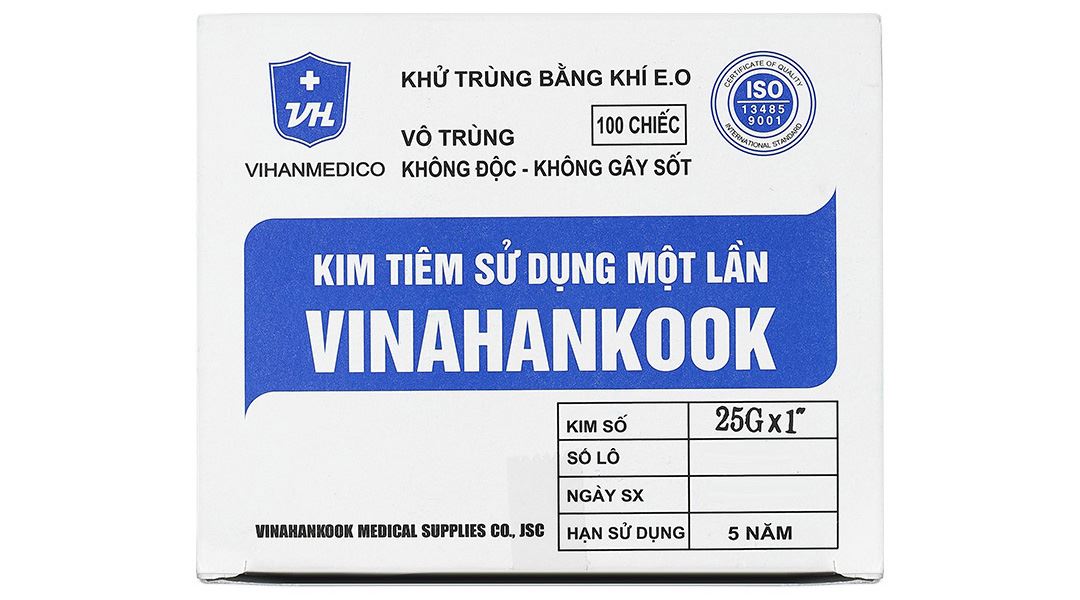 VH
VIHANMEDICO
KHỬ TRÙNG BẰNG KHÍ E.O
VÔ TRÙNG
100 CHIẾC
KHÔNG ĐỘC - KHÔNG GÂY SỐT
CERTIFICATE OF QUALITY
ISO
13485
9001
INTERNATIONAL STANDARD
KIM TIÊM SỬ DỤNG MỘT LẦN
VINAHANKOOK
KIM SỐ 25G x 1"
SỐ LÔ
NGÀY SX
HẠN SỬ DỤNG 5 NĂM
VINAHANKOOK MEDICAL SUPPLIES CO., JSC